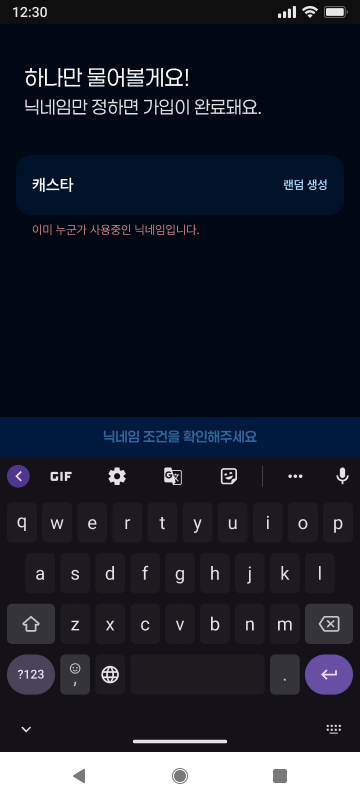 12:30
하나만 물어볼게요!
닉네임만 정하면 가입이 완료돼요.
캐스타 랜덤 생성
이미 누군가 사용중인 닉네임입니다.
닉네임 조건을 확인해주세요
GIF
q w e r t y u i o p
a s d f g h j k l
z x c v b n m
?123 , .